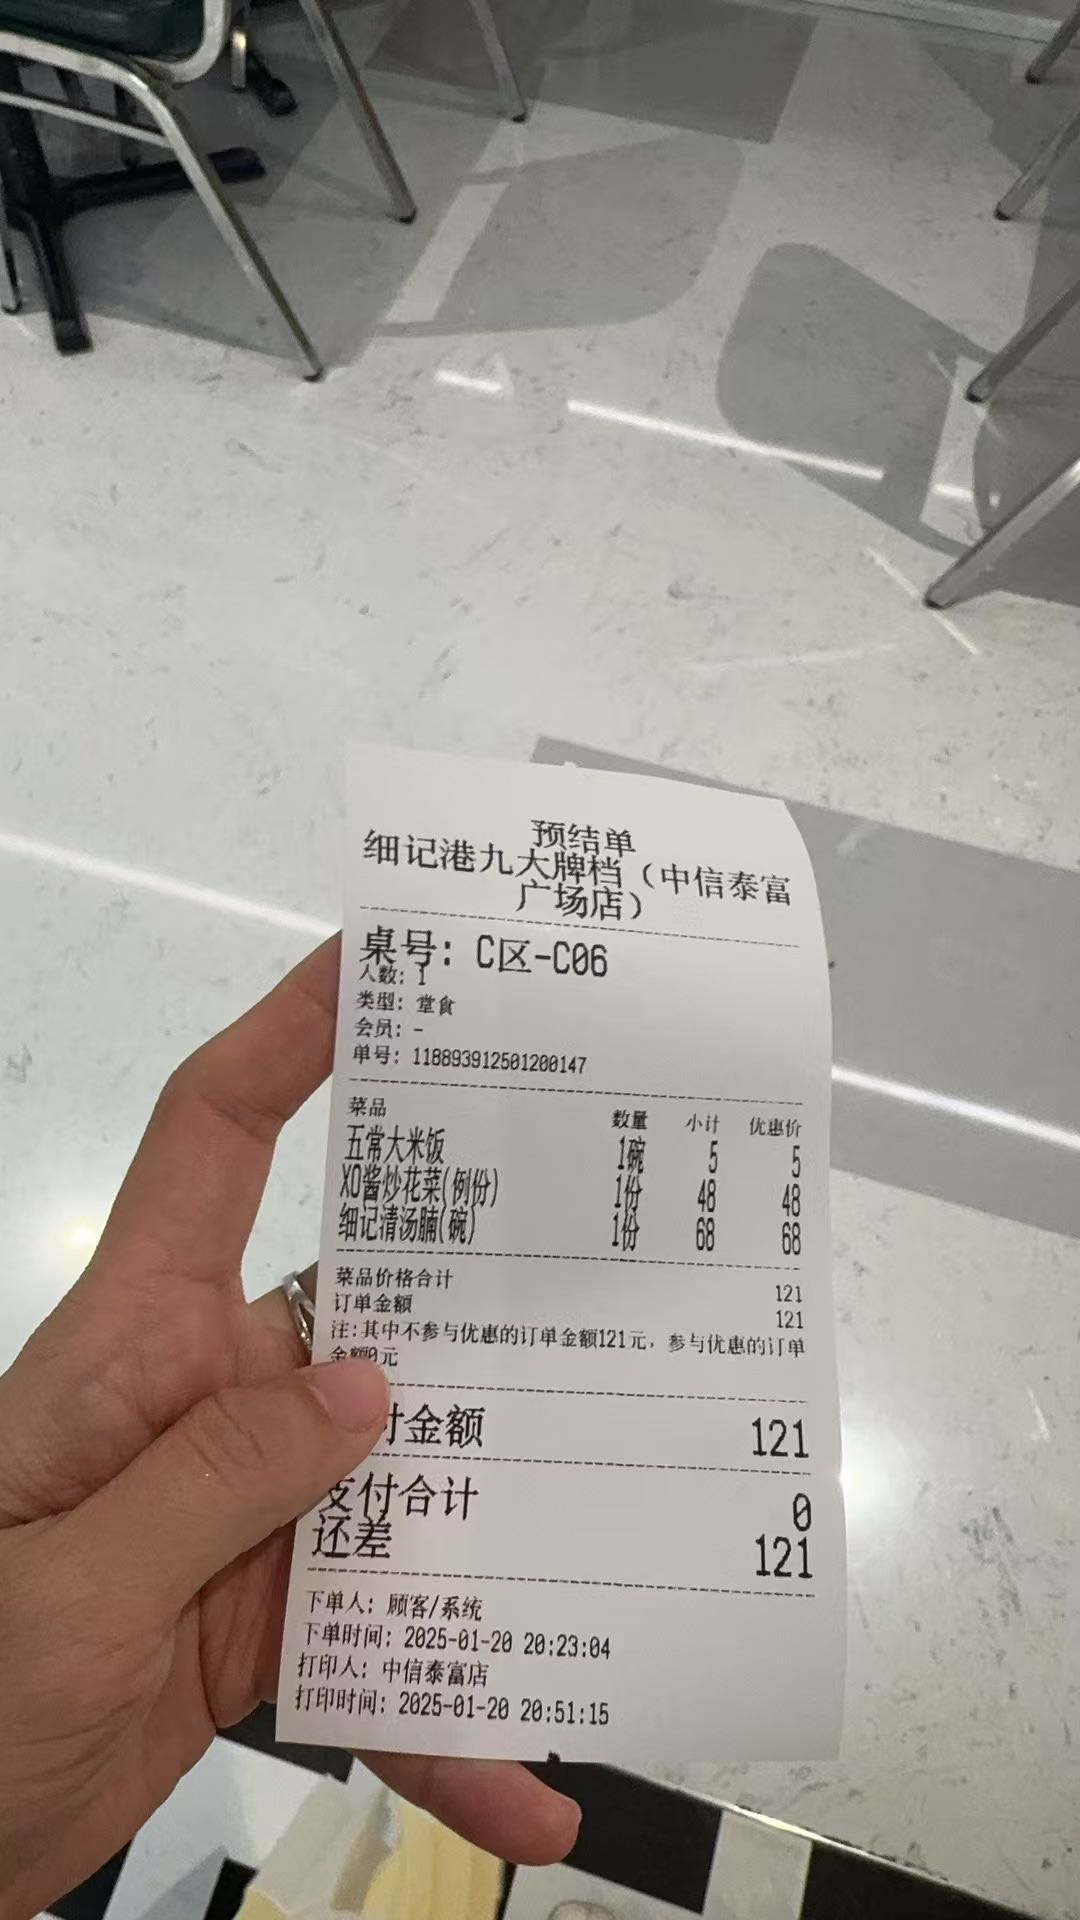 预结单
细记港九大牌档（中信泰富
广场店）
桌号: C区-C06
人数: 1
类型: 堂食
会员: -
单号: 118893912501200147
菜品 数量 小计 优惠价
五常大米饭 1碗 5 5
XO酱炒花菜(例份) 1份 48 48
细记清汤腩(碗) 1份 68 68
菜品价格合计 121
订单金额 121
注:其中不参与优惠的订单金额121元，参与优惠的订单
金额0元
付金额 121
支付合计 0
还差 121
下单人: 顾客/系统
下单时间: 2025-01-20 20:23:04
打印人: 中信泰富店
打印时间: 2025-01-20 20:51:15